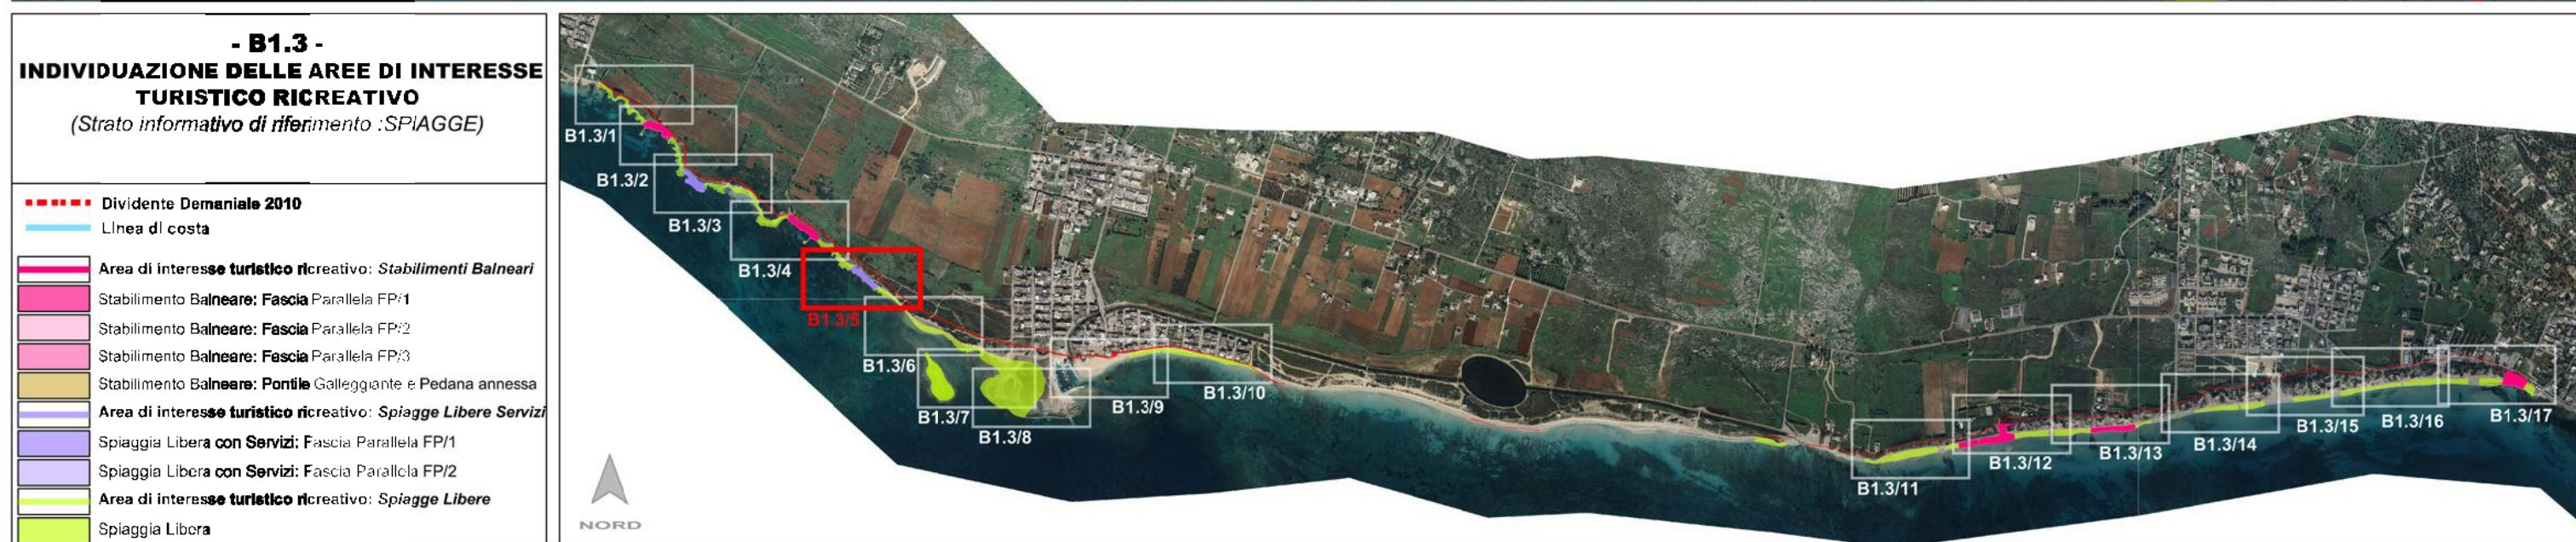 - B1.3 -
INDIVIDUAZIONE DELLE AREE DI INTERESSE
TURISTICO RICREATIVO
(Strato informativo di riferimento :SPIAGGE)
Dividente Demaniale 2010
Linea di costa
Area di interesse turistico ricreativo: Stabilimenti Balneari
Stabilimento Balneare: Fascia Parallela FP/1
Stabilimento Balneare: Fascia Parallela FP/2
Stabilimento Balneare: Fascia Parallela FP/3
Stabilimento Balneare: Pontile Galleggiante e Pedana annessa
Area di interesse turistico ricreativo: Spiagge Libere Servizi
Spiaggia Libera con Servizi: Fascia Parallela FP/1
Spiaggia Libera con Servizi: Fascia Parallela FP/2
Area di interesse turistico ricreativo: Spiagge Libere
Spiaggia Libera
B1.3/1
B1.3/2
B1.3/3
B1.3/4
B1.3/5
B1.3/6
B1.3/7
B1.3/8
B1.3/9
B1.3/10
B1.3/11
B1.3/12
B1.3/13
B1.3/14
B1.3/15
B1.3/16
B1.3/17
NORD